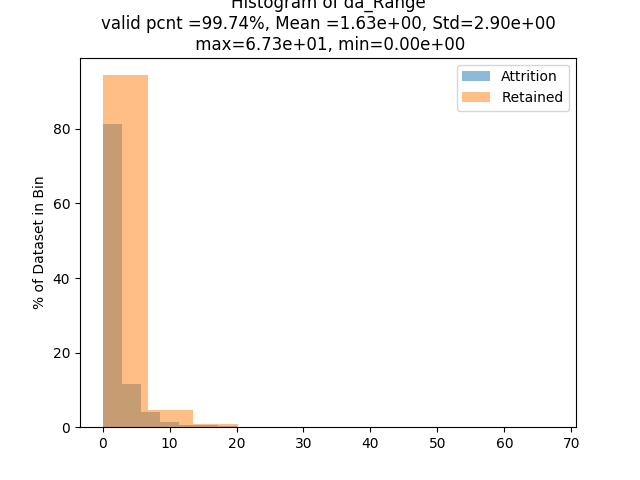 Histogram of da_Range
valid pcnt =99.74%, Mean =1.63e+00, Std=2.90e+00
max=6.73e+01, min=0.00e+00
Attrition
Retained
% of Dataset in Bin
80
60
40
20
0
0 10 20 30 40 50 60 70